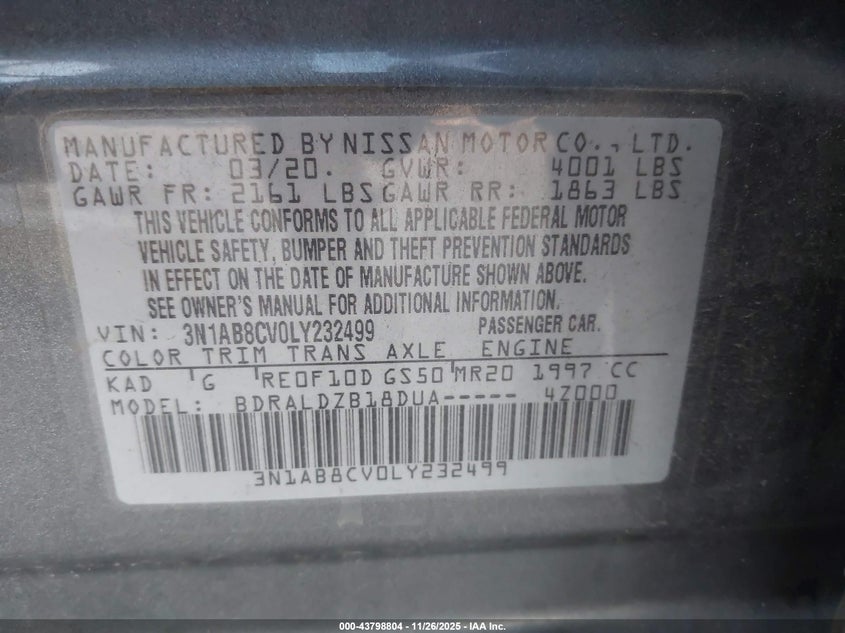 MANUFACTURED BY NISSAN MOTOR CO., LTD.
DATE: 03/20. GVWR: 4001 LBS
GAWR FR: 2161 LBS GAWR RR: 1863 LBS
THIS VEHICLE CONFORMS TO ALL APPLICABLE FEDERAL MOTOR
VEHICLE SAFETY, BUMPER AND THEFT PREVENTION STANDARDS
IN EFFECT ON THE DATE OF MANUFACTURE SHOWN ABOVE.
SEE OWNER'S MANUAL FOR ADDITIONAL INFORMATION.
VIN: 3N1AB8CV0LY232499 PASSENGER CAR.
COLOR TRIM TRANS AXLE ENGINE
KAD G RE0F10D GS50 MR20 1997 CC
MODEL: BDRALDZB18DUA----- 4Z000
3N1AB8CV0LY232499
000-43798804 - 11/26/2025 - IAA Inc.